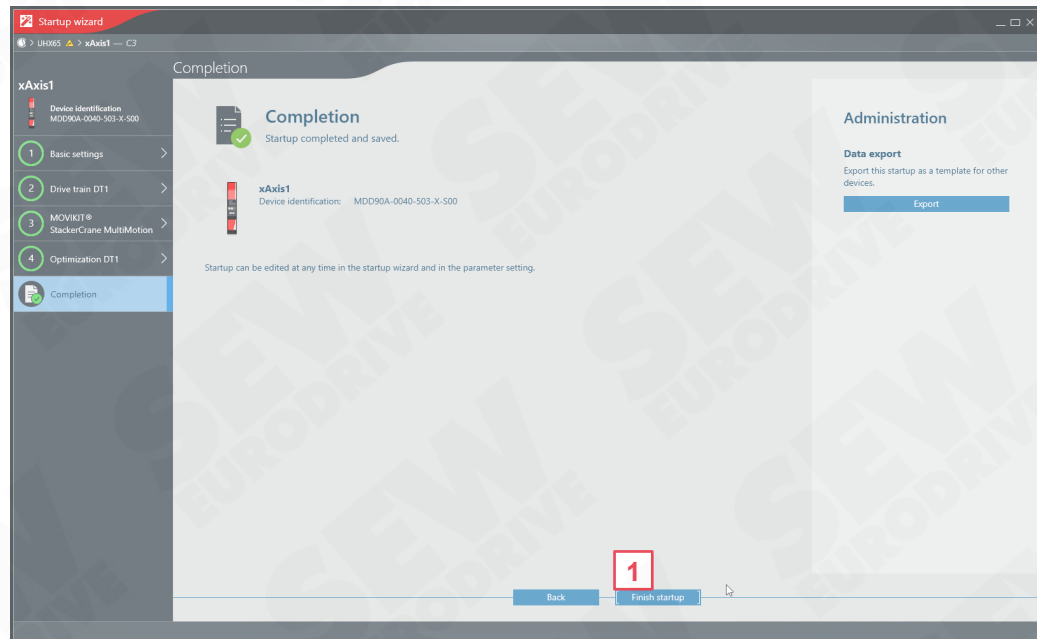 Startup wizard
> UHX65 > xAxis1 — C3
Completion
xAxis1
Device identification
MDD90A-0040-503-X-S00
1 Basic settings
2 Drive train DT1
3 MOVIKIT®
StackerCrane MultiMotion
4 Optimization DT1
Completion
Completion
Startup completed and saved.
xAxis1
Device identification: MDD90A-0040-503-X-S00
Startup can be edited at any time in the startup wizard and in the parameter setting.
Administration
Data export
Export this startup as a template for other
devices.
Export
1
Back
Finish startup
SEW
EURODRIVE